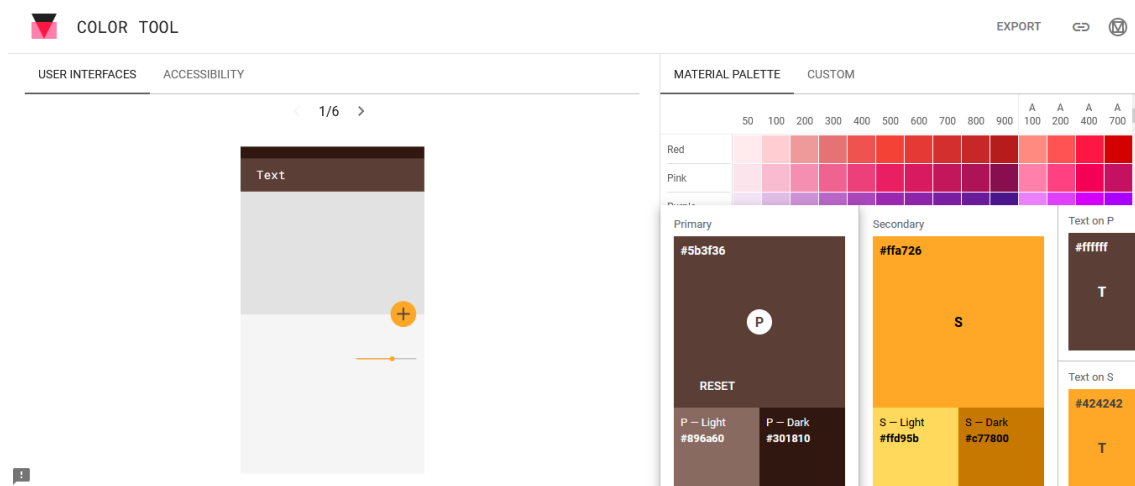 COLOR TOOL
EXPORT
USER INTERFACES ACCESSIBILITY
1/6
Text
MATERIAL PALETTE CUSTOM
50 100 200 300 400 500 600 700 800 900 A 100 A 200 A 400 A 700
Red
Pink
Purple
Primary
#5b3f36
P
RESET
P — Light
#896a60
P — Dark
#301810
Secondary
#ffa726
S
S — Light
#ffd95b
S — Dark
#c77800
Text on P
#ffffff
T
Text on S
#424242
T